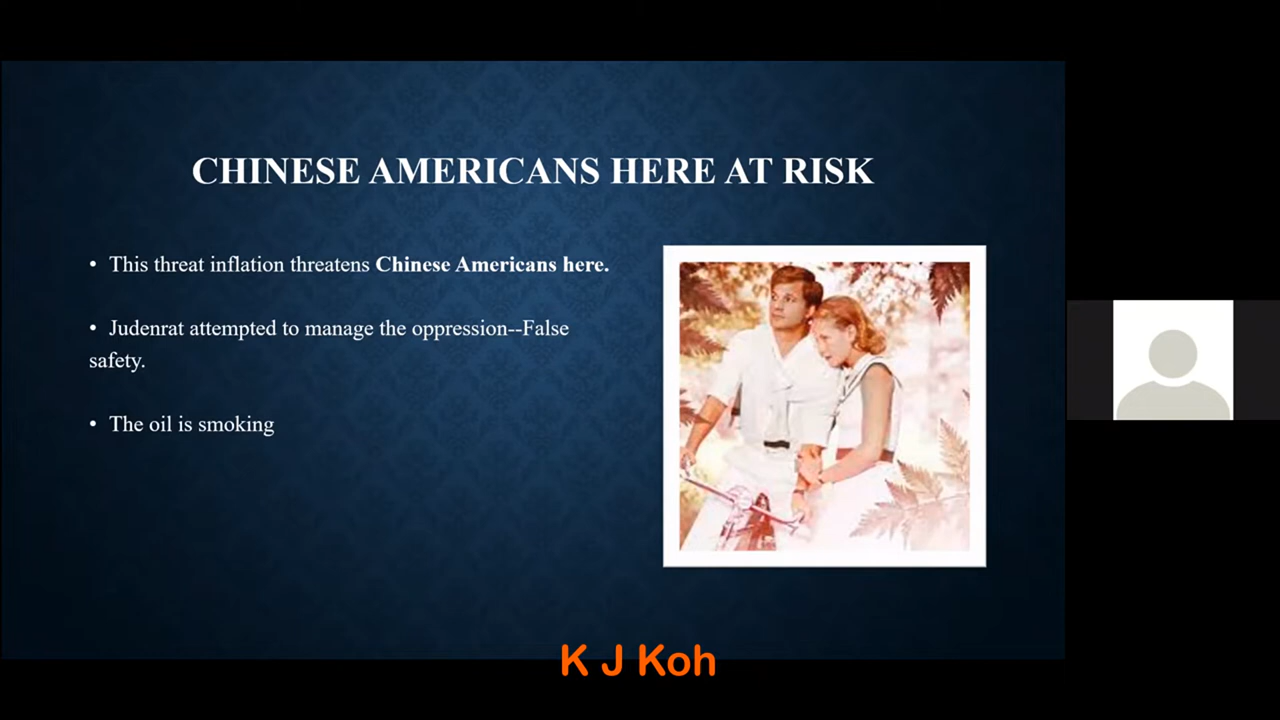 CHINESE AMERICANS HERE AT RISK
• This threat inflation threatens Chinese Americans here.
• Judenrat attempted to manage the oppression--False
safety.
• The oil is smoking
K J Koh